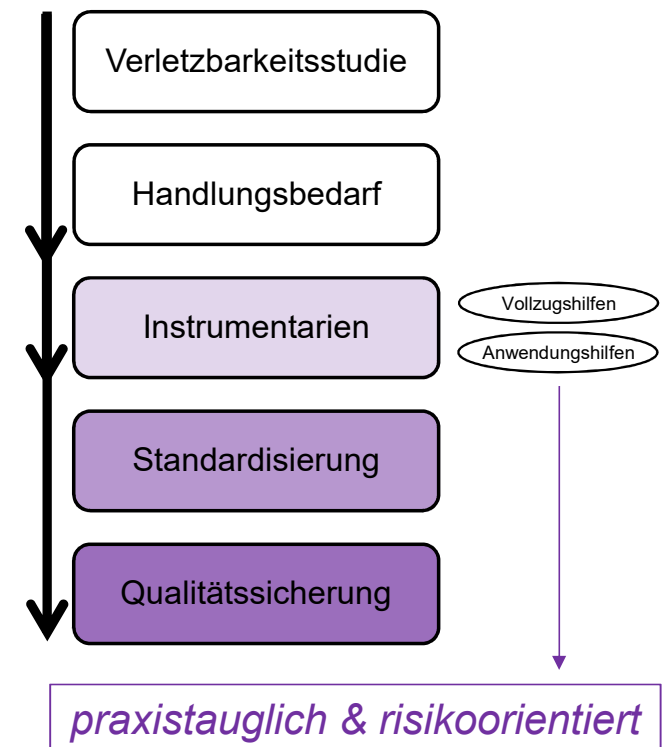 Verletzbarkeitsstudie
Handlungsbedarf
Instrumentarien
Vollzugshilfen
Anwendungshilfen
Standardisierung
Qualitätssicherung
praxistauglich & risikoorientiert